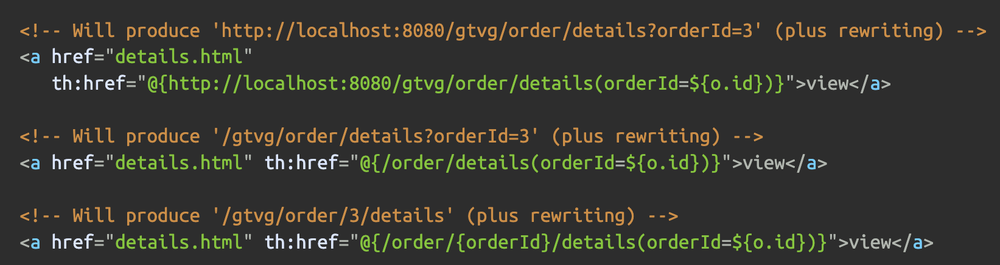 <!-- Will produce 'http://localhost:8080/gtvg/order/details?orderId=3' (plus rewriting) -->
<a href="details.html"
   th:href="@{http://localhost:8080/gtvg/order/details(orderId=${o.id})}">view</a>

<!-- Will produce '/gtvg/order/details?orderId=3' (plus rewriting) -->
<a href="details.html" th:href="@{/order/details(orderId=${o.id})}">view</a>

<!-- Will produce '/gtvg/order/3/details' (plus rewriting) -->
<a href="details.html" th:href="@{/order/{orderId}/details(orderId=${o.id})}">view</a>